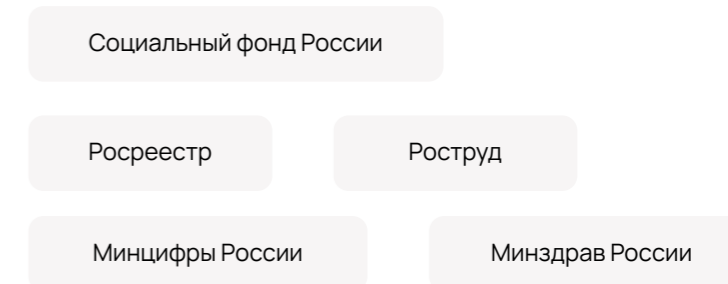 Социальный фонд России
Росреестр Роструд
Минцифры России Минздрав России